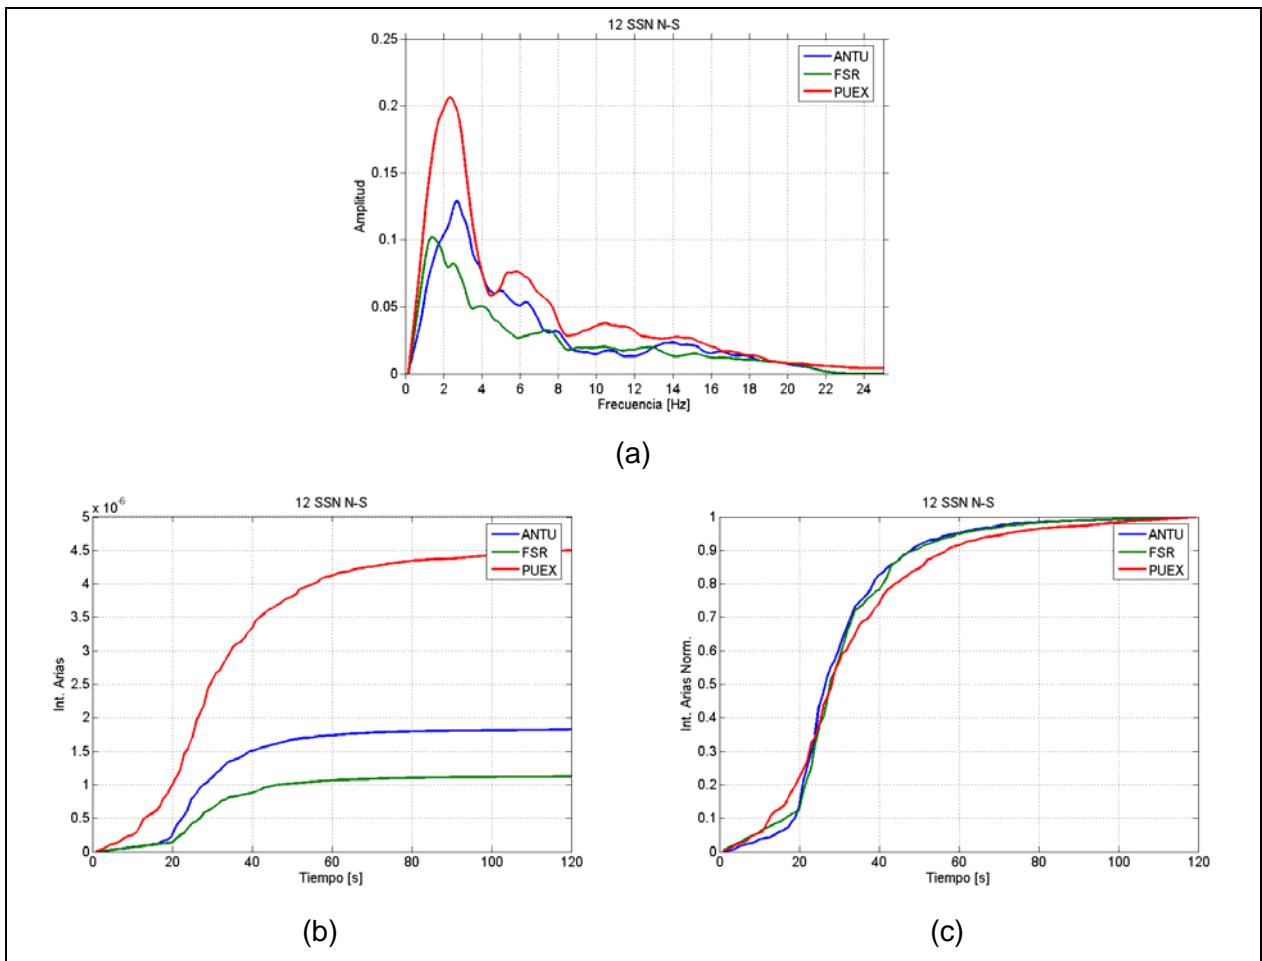 12 SSN N-S
0.25
0.2
0.15
0.1
0.05
0
Amplitud
ANTU
FSR
PUEX
0 2 4 6 8 10 12 14 16 18 20 22 24
Frecuencia [Hz]
(a)
12 SSN N-S
x 10^-6
5
4.5
4
3.5
3
2.5
2
1.5
1
0.5
0
Int. Arias
ANTU
FSR
PUEX
0 20 40 60 80 100 120
Tiempo [s]
(b)
12 SSN N-S
1
0.9
0.8
0.7
0.6
0.5
0.4
0.3
0.2
0.1
0
Int. Arias Norm.
ANTU
FSR
PUEX
0 20 40 60 80 100 120
Tiempo [s]
(c)